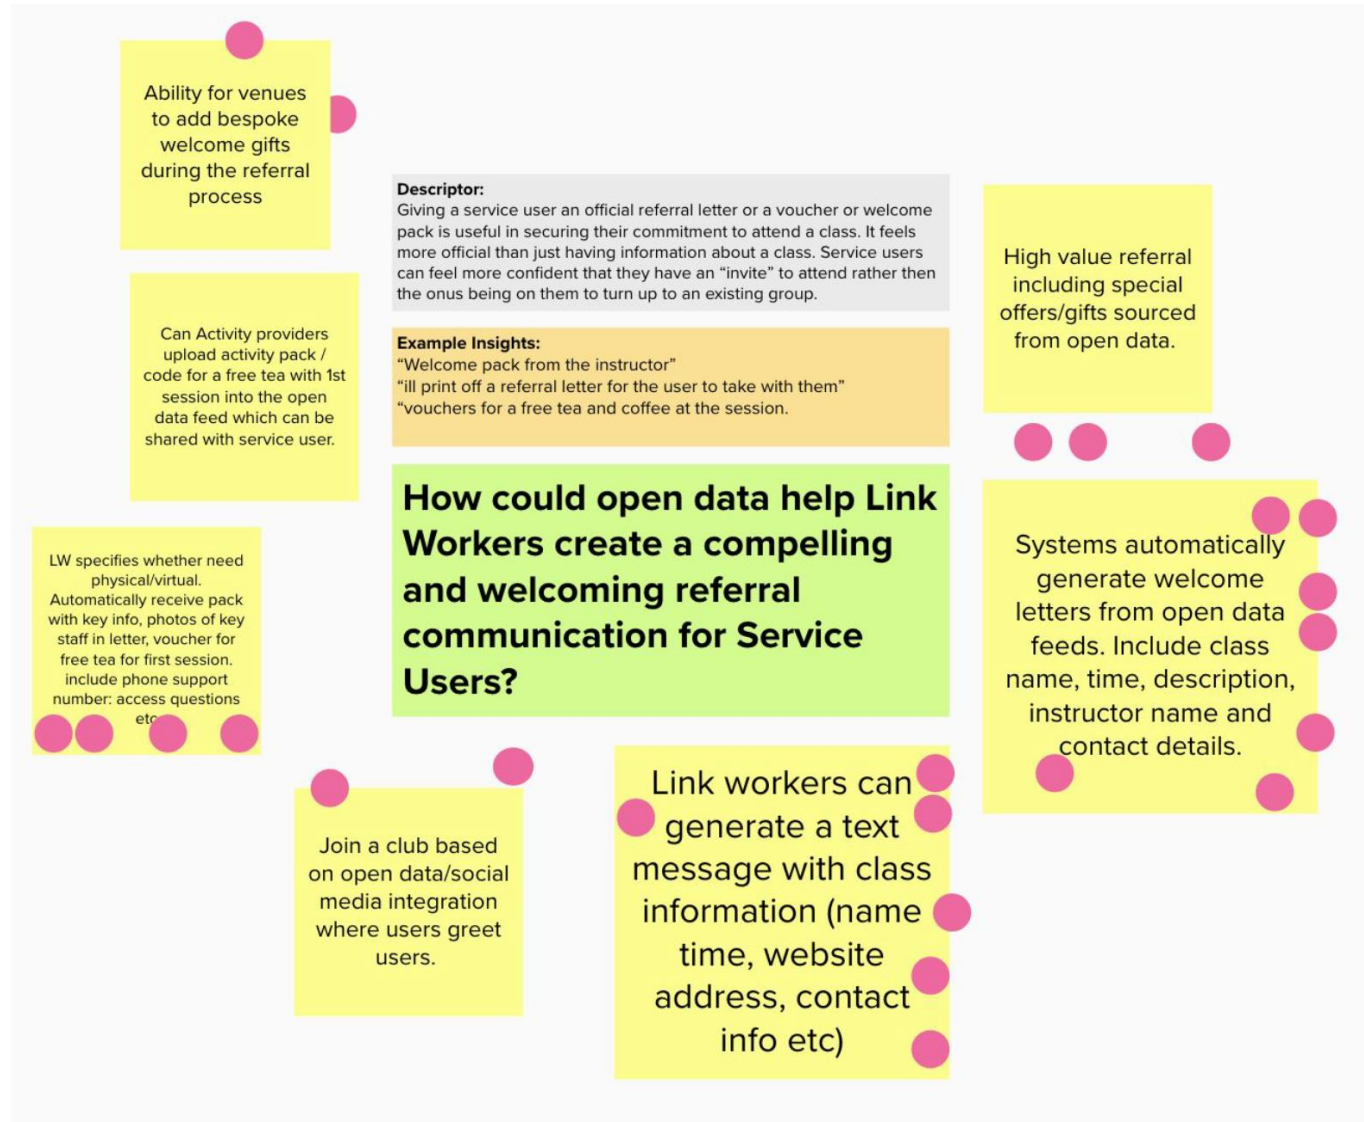 Ability for venues
to add bespoke
welcome gifts
during the referral
process
Descriptor:
Giving a service user an official referral letter or a voucher or welcome
pack is useful in securing their commitment to attend a class. It feels
more official than just having information about a class. Service users
can feel more confident that they have an “invite” to attend rather then
the onus being on them to turn up to an existing group.
High value referral
including special
offers/gifts sourced
from open data.
Can Activity providers
upload activity pack /
code for a free tea with 1st
session into the open
data feed which can be
shared with service user.
Example Insights:
“Welcome pack from the instructor”
“ill print off a referral letter for the user to take with them”
“vouchers for a free tea and coffee at the session.
How could open data help Link
Workers create a compelling
and welcoming referral
communication for Service
Users?
Systems automatically
generate welcome
letters from open data
feeds. Include class
name, time, description,
instructor name and
contact details.
LW specifies whether need
physical/virtual.
Automatically receive pack
with key info, photos of key
staff in letter, voucher for
free tea for first session.
include phone support
number: access questions
etc
Join a club based
on open data/social
media integration
where users greet
users.
Link workers can
generate a text
message with class
information (name
time, website
address, contact
info etc)